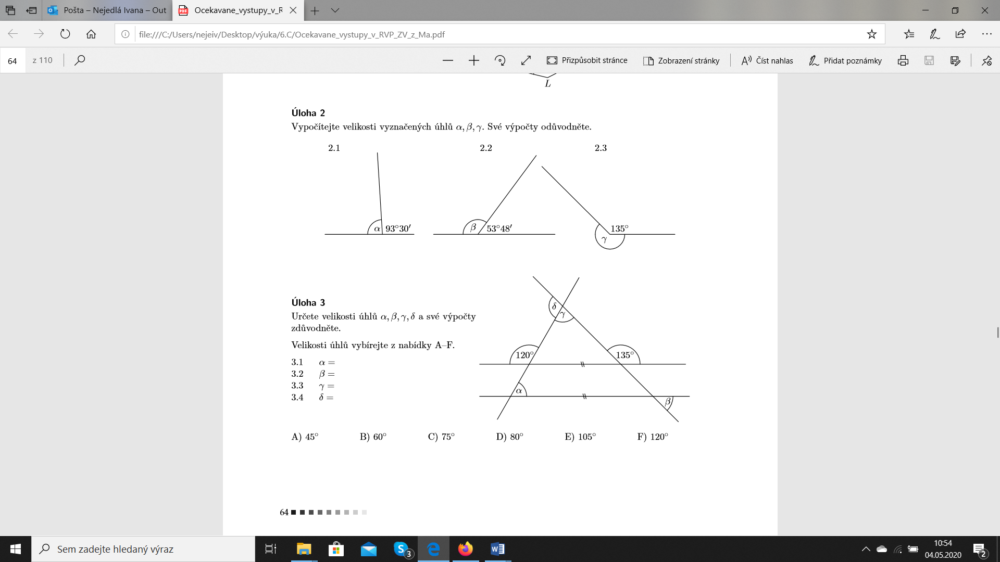 Pošta – Nejedlá Ivana – Out
Ocekavane_vystupy_v_R
file:///C:/Users/nejeiv/Desktop/výuka/6.C/Ocekavane_vystupy_v_RVP_ZV_z_Ma.pdf
64 z 110
Přizpůsobit stránce
Zobrazení stránky
Číst nahlas
Přidat poznámky
L
Úloha 2
Vypočítejte velikosti vyznačených úhlů α, β, γ. Své výpočty odůvodněte.
2.1 2.2 2.3
α 93°30′
β 53°48′
135°
γ
Úloha 3
Určete velikosti úhlů α, β, γ, δ a své výpočty
zdůvodněte.
Velikosti úhlů vybírejte z nabídky A–F.
3.1 α =
3.2 β =
3.3 γ =
3.4 δ =
δ
γ
120°
135°
α
β
A) 45° B) 60° C) 75° D) 80° E) 105° F) 120°
64
Sem zadejte hledaný výraz
3
10:54
04.05.2020
2